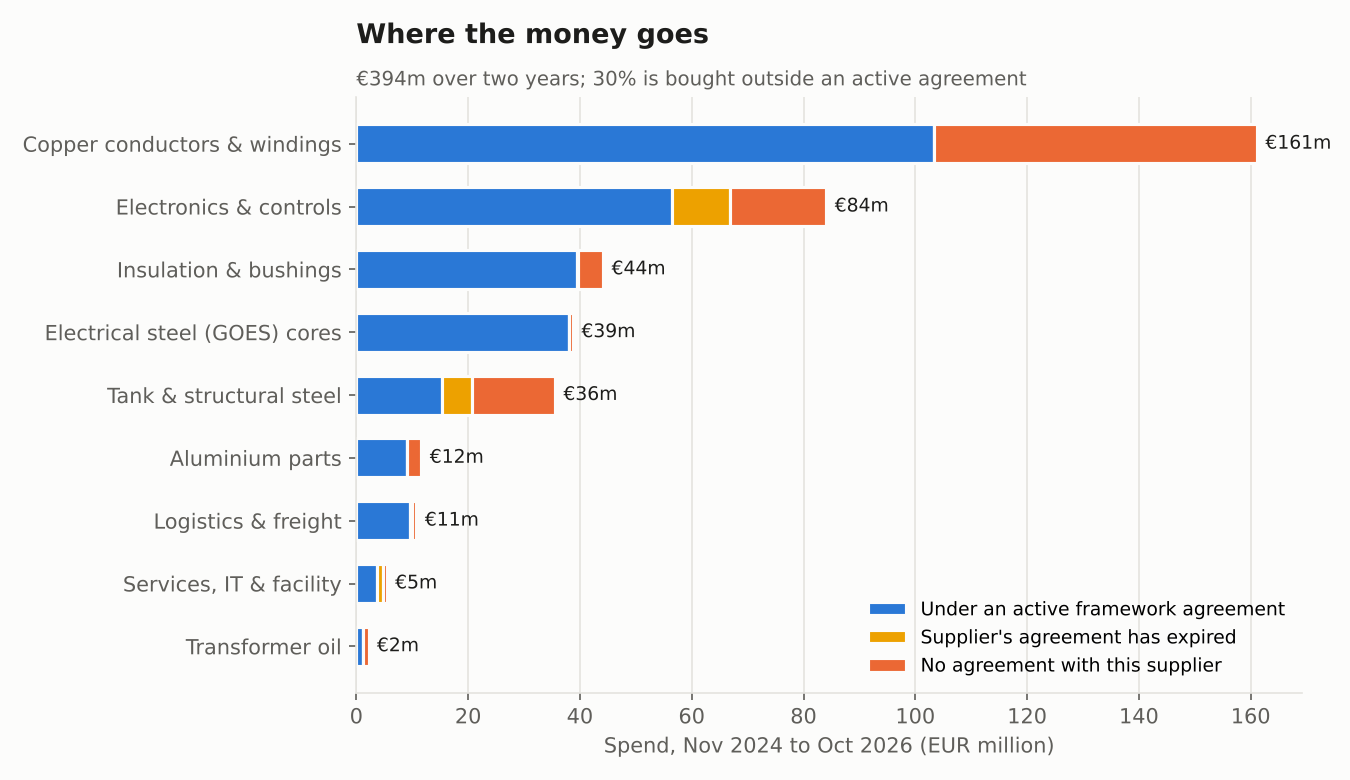 Where the money goes
€394m over two years; 30% is bought outside an active agreement
Copper conductors & windings €161m
Electronics & controls €84m
Insulation & bushings €44m
Electrical steel (GOES) cores €39m
Tank & structural steel €36m
Aluminium parts €12m
Logistics & freight €11m
Services, IT & facility €5m
Transformer oil €2m
Under an active framework agreement
Supplier's agreement has expired
No agreement with this supplier
0 20 40 60 80 100 120 140 160
Spend, Nov 2024 to Oct 2026 (EUR million)